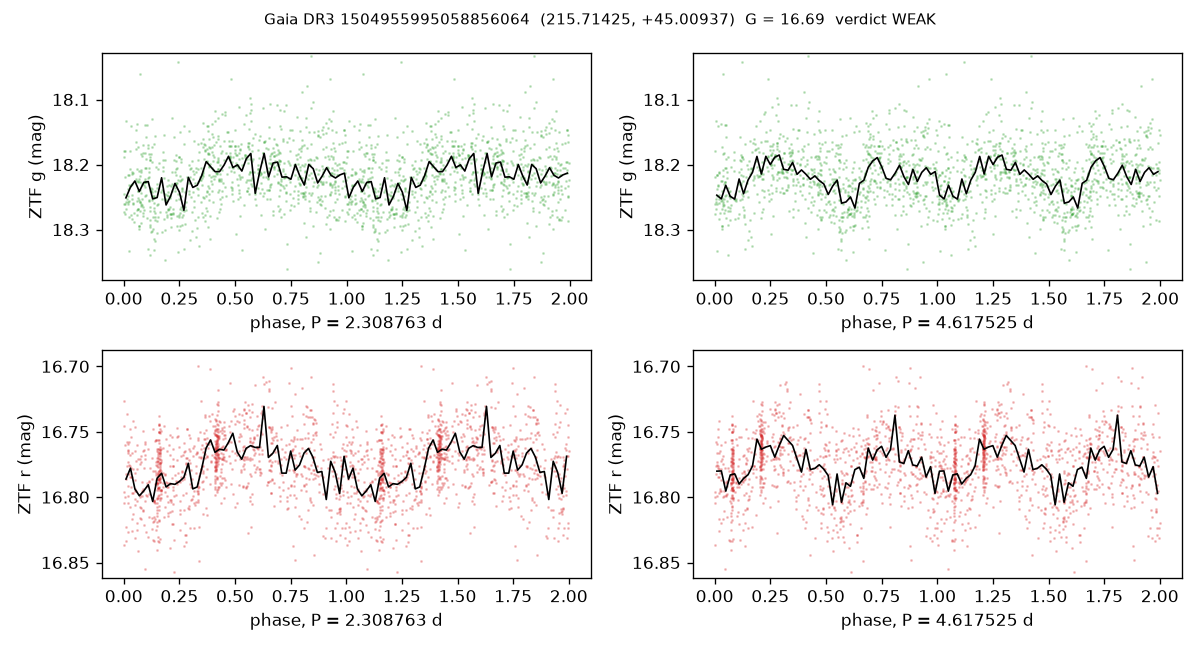 Gaia DR3 1504955995058856064 (215.71425, +45.00937) G = 16.69 verdict WEAK
ZTF g (mag)
18.1
18.2
18.3
0.00 0.25 0.50 0.75 1.00 1.25 1.50 1.75 2.00
phase, P = 2.308763 d
ZTF g (mag)
18.1
18.2
18.3
0.00 0.25 0.50 0.75 1.00 1.25 1.50 1.75 2.00
phase, P = 4.617525 d
ZTF r (mag)
16.70
16.75
16.80
16.85
0.00 0.25 0.50 0.75 1.00 1.25 1.50 1.75 2.00
phase, P = 2.308763 d
ZTF r (mag)
16.70
16.75
16.80
16.85
0.00 0.25 0.50 0.75 1.00 1.25 1.50 1.75 2.00
phase, P = 4.617525 d